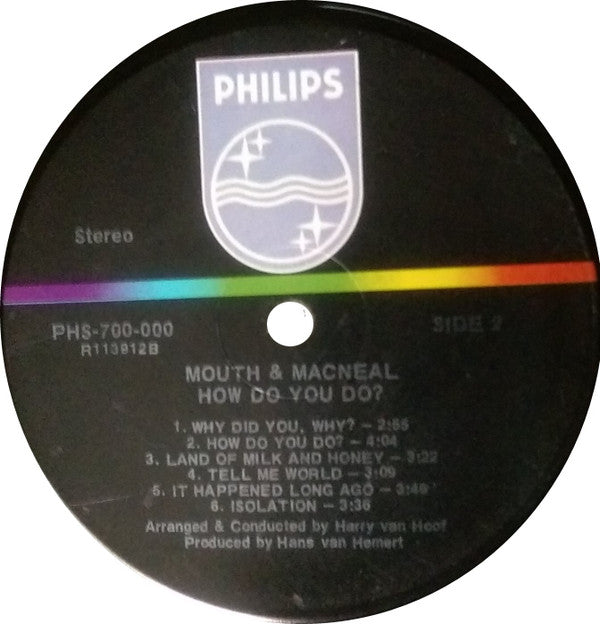 PHILIPS
Stereo
PHS-700-000
R113912B
SIDE 2
MOUTH & MACNEAL
HOW DO YOU DO?
1. WHY DID YOU, WHY? – 2:55
2. HOW DO YOU DO? – 4:04
3. LAND OF MILK AND HONEY – 3:22
4. TELL ME WORLD – 3:09
5. IT HAPPENED LONG AGO –
6. ISOLATION – 3:36
Arranged & Conducted by Harry van Hoof
Produced by Hans van Hemert